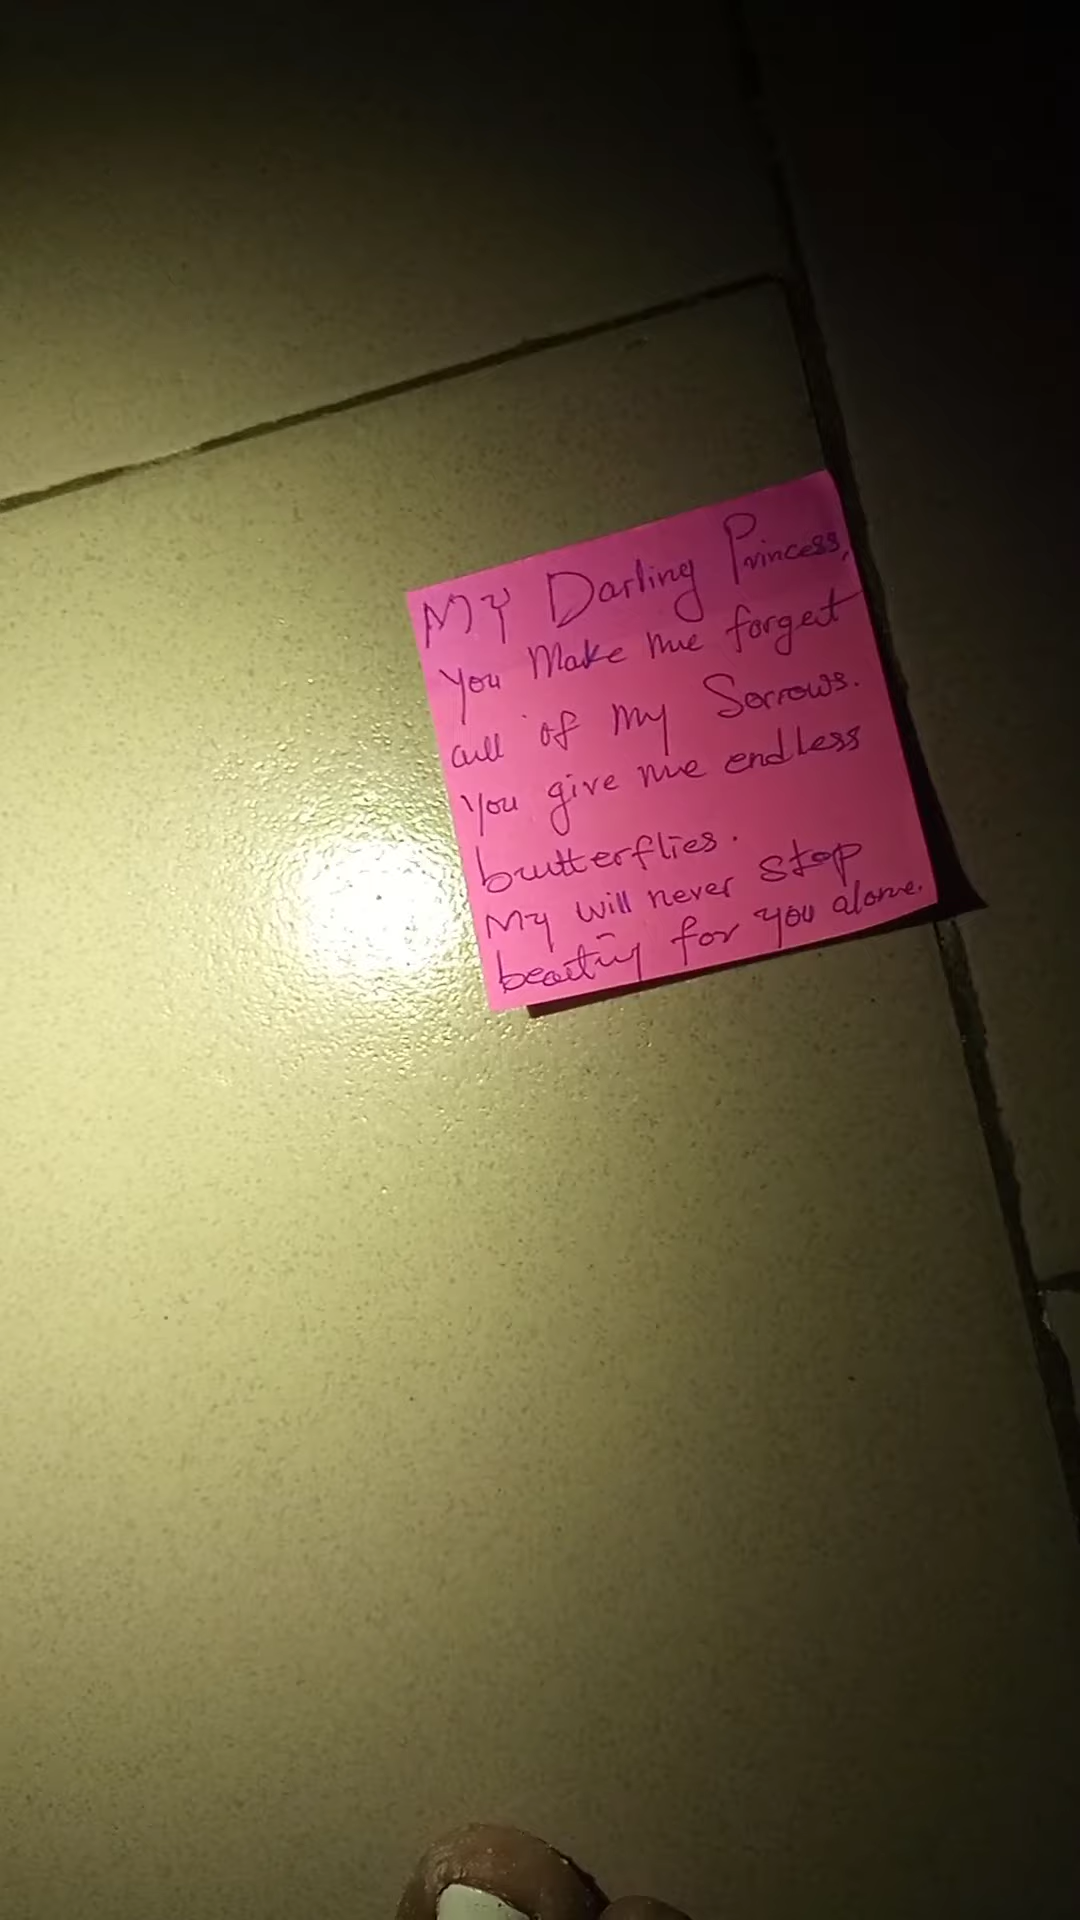 My Darling Princess,
You Make me forget
all of my Sorrows.
You give me endless
butterflies.
My will never stop
beating for you alone.